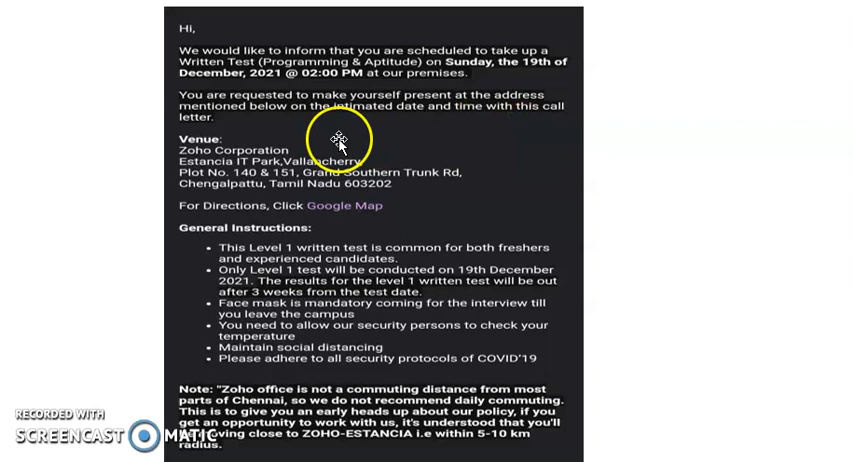 Hi,
We would like to inform that you are scheduled to take up a
Written Test (Programming & Aptitude) on Sunday, the 19th of
December, 2021 @ 02:00 PM at our premises.
You are requested to make yourself present at the address
mentioned below on the intimated date and time with this call
letter.
Venue:
Zoho Corporation
Estancia IT Park,Vallancherry,
Plot No. 140 & 151, Grand Southern Trunk Rd,
Chengalpattu, Tamil Nadu 603202
For Directions, Click Google Map
General Instructions:
• This Level 1 written test is common for both freshers
and experienced candidates.
• Only Level 1 test will be conducted on 19th December
2021. The results for the level 1 written test will be out
after 3 weeks from the test date.
• Face mask is mandatory coming for the interview till
you leave the campus
• You need to allow our security persons to check your
temperature
• Maintain social distancing
• Please adhere to all security protocols of COVID'19
Note: "Zoho office is not a commuting distance from most
parts of Chennai, so we do not recommend daily commuting.
This is to give you an early heads up about our policy, if you
get an opportunity to work with us, it's understood that you'll
be moving close to ZOHO-ESTANCIA i.e within 5-10 km
radius.
RECORDED WITH
SCREENCAST MATIC